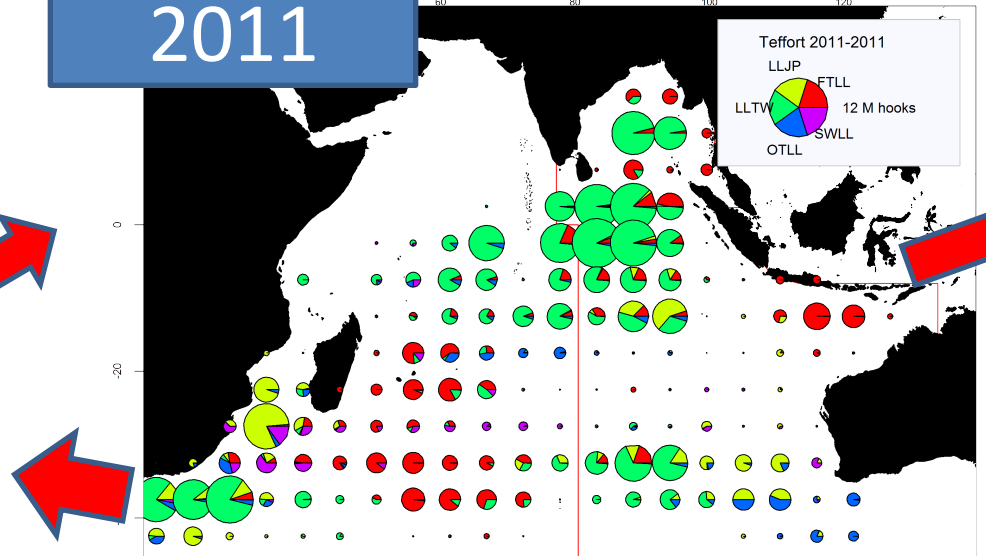 2011
60
80
100
120
Teffort 2011-2011
LLJP
FTLL
LLTW
12 M hooks
SWLL
OTLL
0
-20